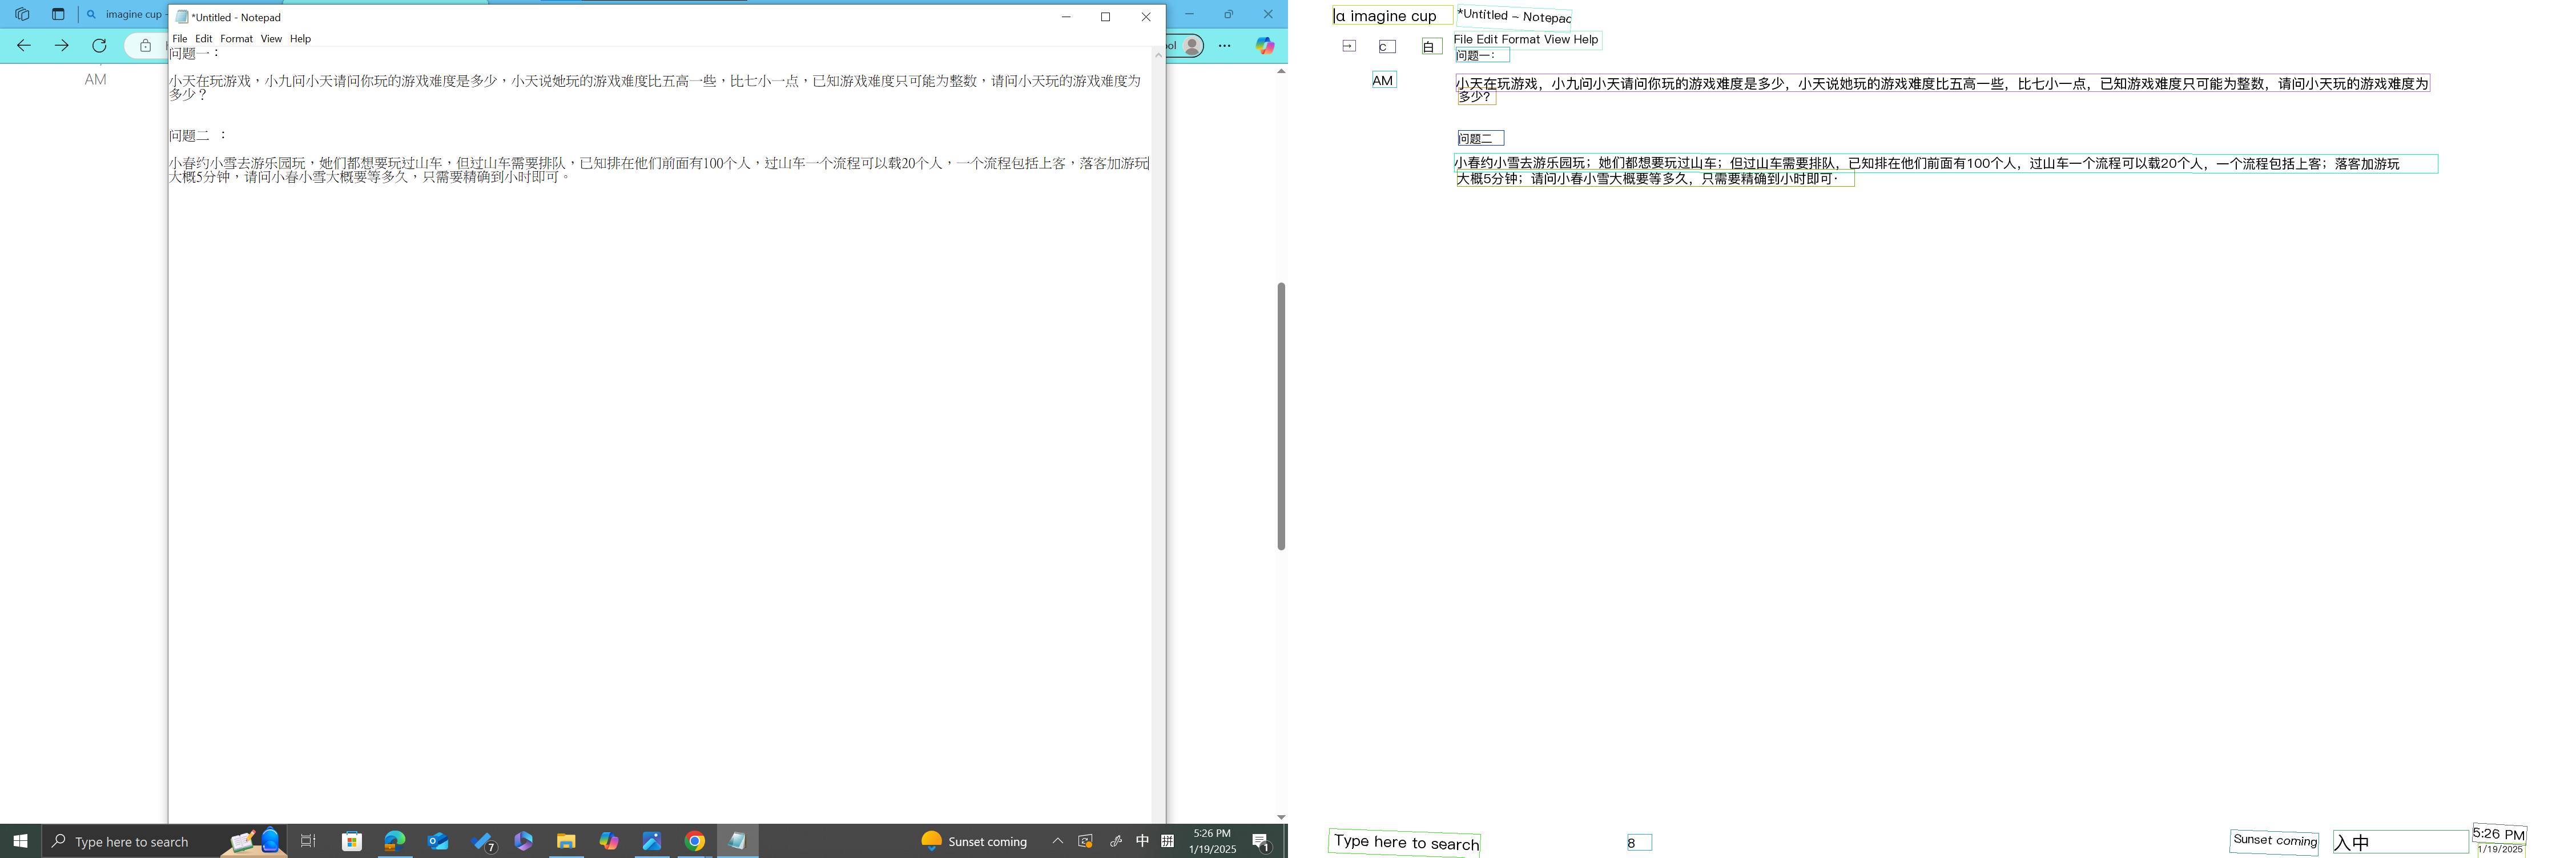 imagine cup
*Untitled - Notepad
File Edit Format View Help
AM
问题一：
小天在玩游戏，小九问小天请问你玩的游戏难度是多少，小天说她玩的游戏难度比五高一些，比七小一点，已知游戏难度只可能为整数，请问小天玩的游戏难度为
多少？
问题二 ：
小春约小雪去游乐园玩，她们都想要玩过山车，但过山车需要排队，已知排在他们前面有100个人，过山车一个流程可以载20个人，一个流程包括上客，落客加游玩
大概5分钟，请问小春小雪大概要等多久，只需要精确到小时即可。
ol
Type here to search
7
Sunset coming
中
拼
5:26 PM
1/19/2025
1
lα imagine cup
*Untitled - Notepad
→ C 白
File Edit Format View Help
问题一：
AM
小天在玩游戏，小九问小天请问你玩的游戏难度是多少，小天说她玩的游戏难度比五高一些，比七小一点，已知游戏难度只可能为整数，请问小天玩的游戏难度为
多少？
问题二
小春约小雪去游乐园玩；她们都想要玩过山车；但过山车需要排队，已知排在他们前面有100个人，过山车一个流程可以载20个人，一个流程包括上客；落客加游玩
大概5分钟；请问小春小雪大概要等多久，只需要精确到小时即可·
Type here to search
8
Sunset coming
入中
5:26 PM
1/19/2025